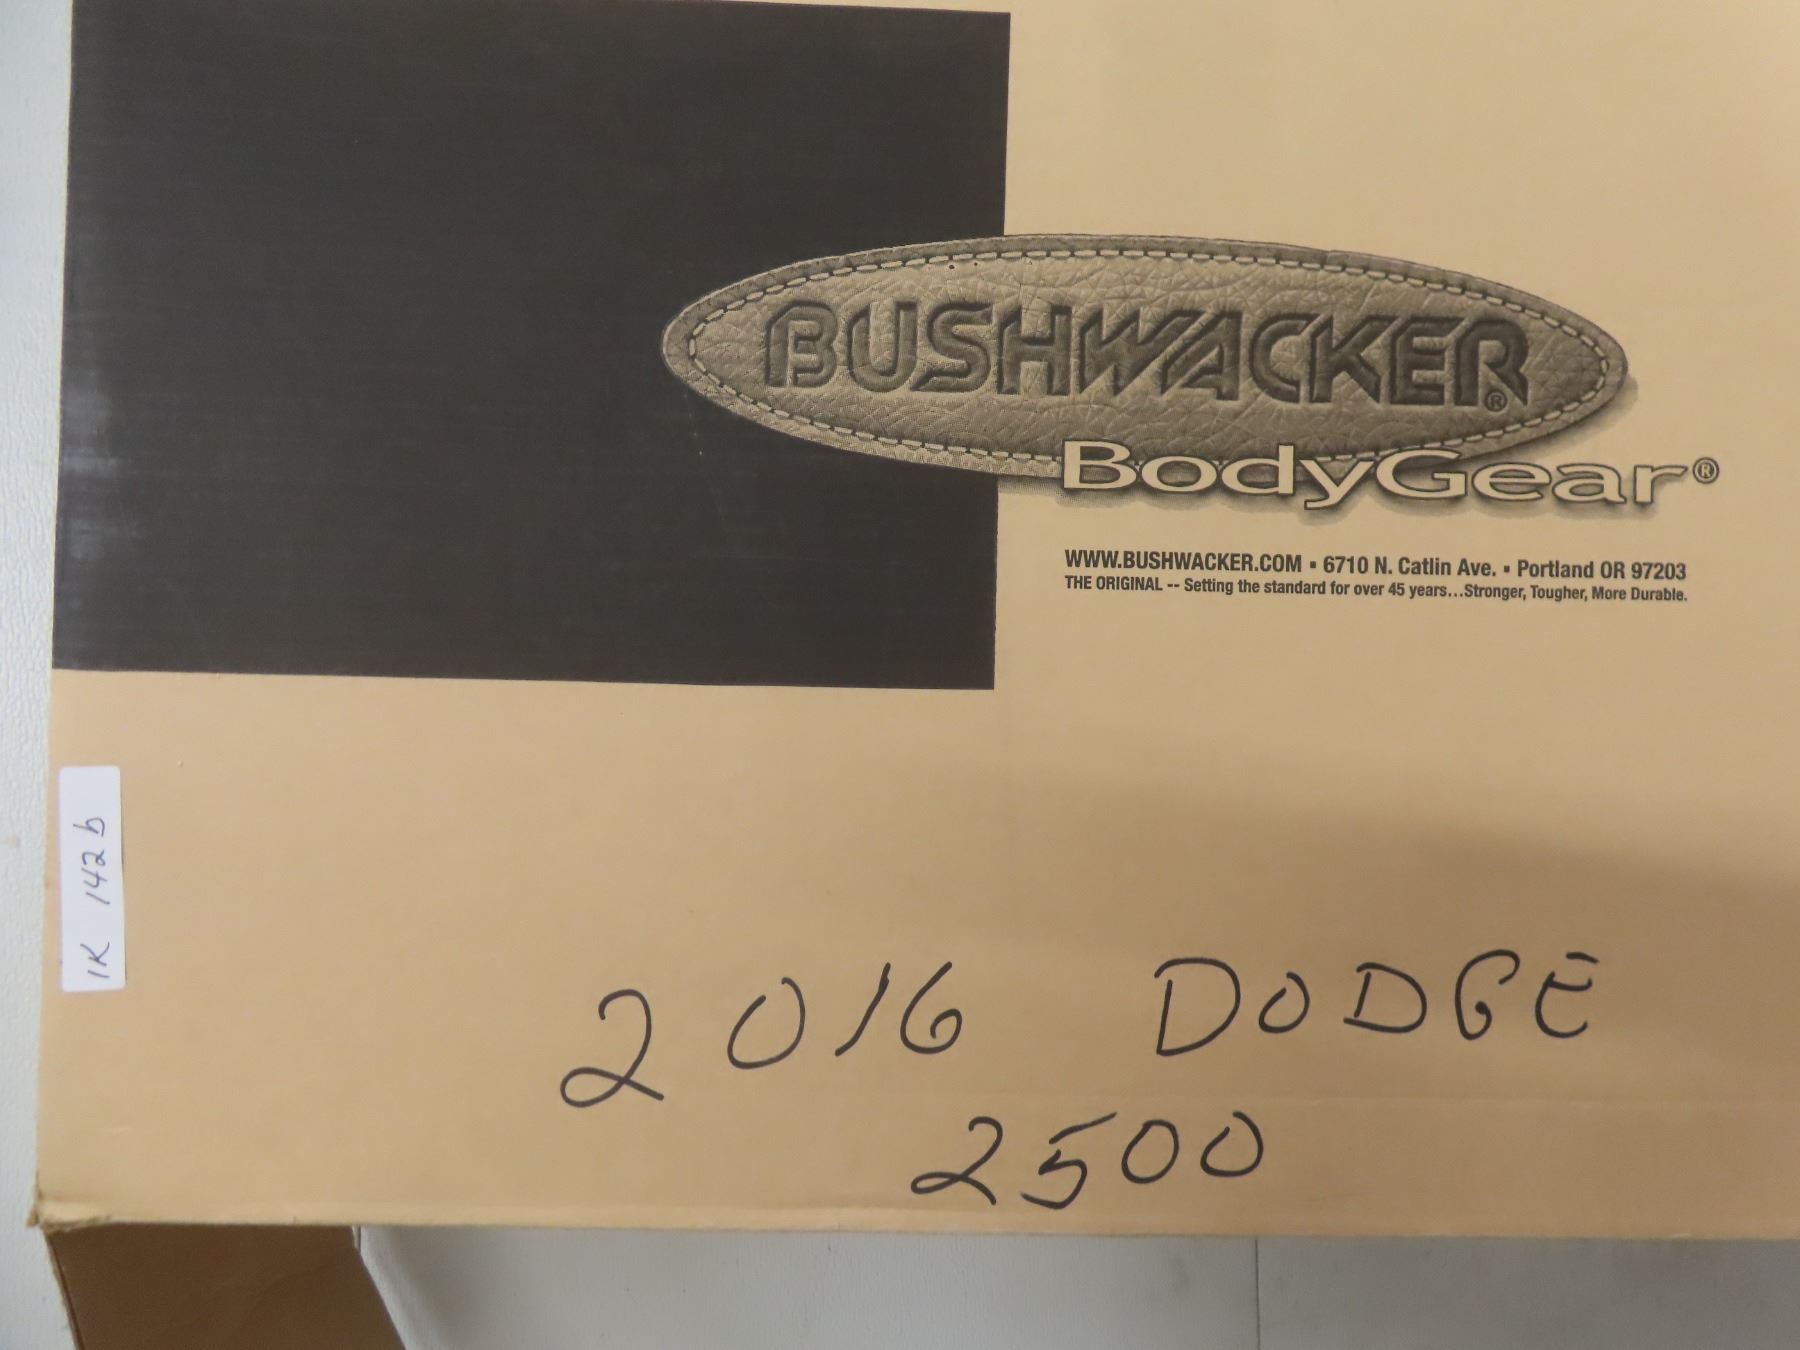 BUSHWACKER®
BodyGear®
WWW.BUSHWACKER.COM ▪ 6710 N. Catlin Ave. ▪ Portland OR 97203
THE ORIGINAL -- Setting the standard for over 45 years...Stronger, Tougher, More Durable.
1K 142b
2016 DODGE
2500